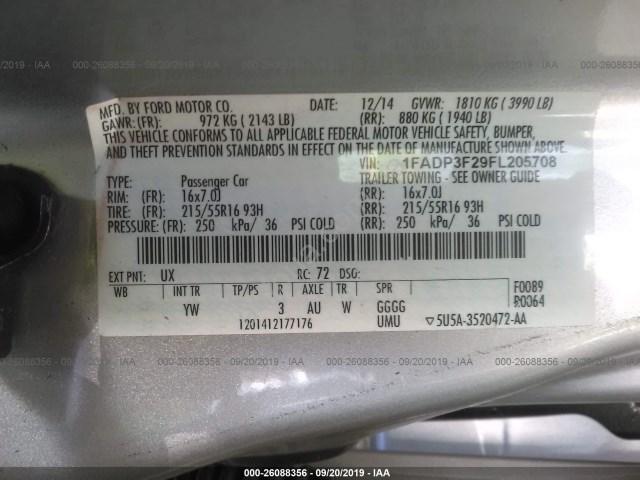 000-26088356 - 09/20/2019 - IAA
MFD. BY FORD MOTOR CO. DATE: 12/14 GVWR: 1810 KG ( 3990 LB)
GAWR: (FR): 972 KG ( 2143 LB) (RR): 880 KG ( 1940 LB)
THIS VEHICLE CONFORMS TO ALL APPLICABLE FEDERAL MOTOR VEHICLE SAFETY, BUMPER,
AND THEFT PREVENTION STANDARDS IN EFFECT ON THE DATE OF MANUFACTURE SHOWN ABOVE.
VIN: 1FADP3F29FL205708
TYPE: Passenger Car TRAILER TOWING - SEE OWNER GUIDE
RIM: (FR): 16x7.0J (RR): 16x7.0J
TIRE: (FR): 215/55R16 93H (RR): 215/55R16 93H
PRESSURE: (FR): 250 kPa/ 36 PSI COLD (RR): 250 kPa/ 36 PSI COLD
EXT PNT: UX RC: 72 DSO:
WB INT TR TP/PS R AXLE TR SPR F0089
YW 3 AU W GGGG R0064
1201412177176 UMU ▽5U5A-3520472-AA
000-26088356 - 09/20/2019 - IAA